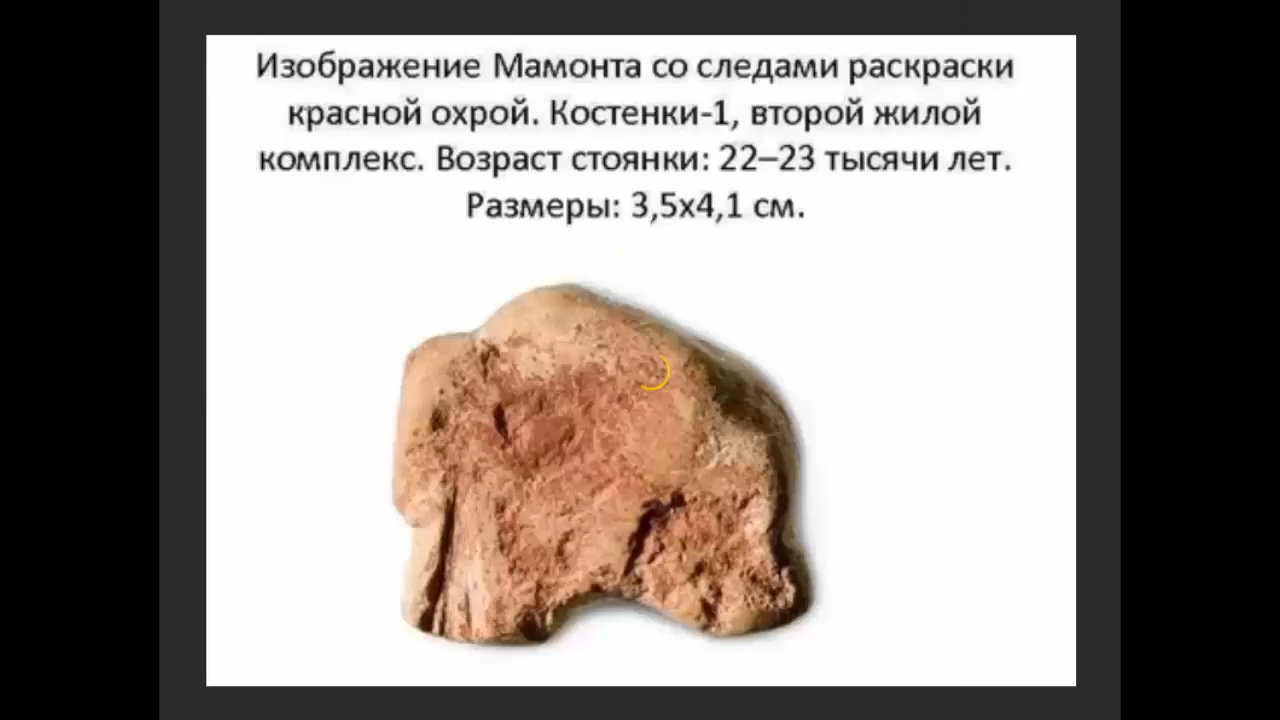 Изображение Мамонта со следами раскраски
красной охрой. Костенки-1, второй жилой
комплекс. Возраст стоянки: 22–23 тысячи лет.
Размеры: 3,5х4,1 см.